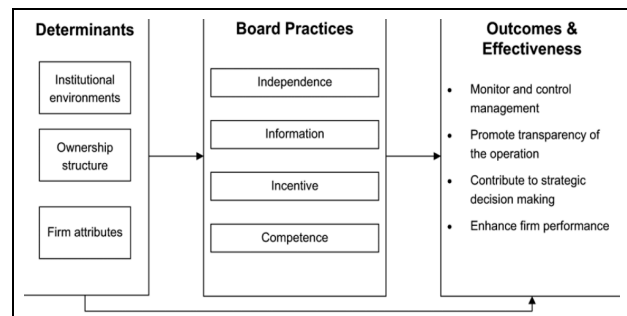 Determinants
Institutional
environments
Ownership
structure
Firm attributes
Board Practices
Independence
Information
Incentive
Competence
Outcomes &
Effectiveness
• Monitor and control
management
• Promote transparency of
the operation
• Contribute to strategic
decision making
• Enhance firm performance